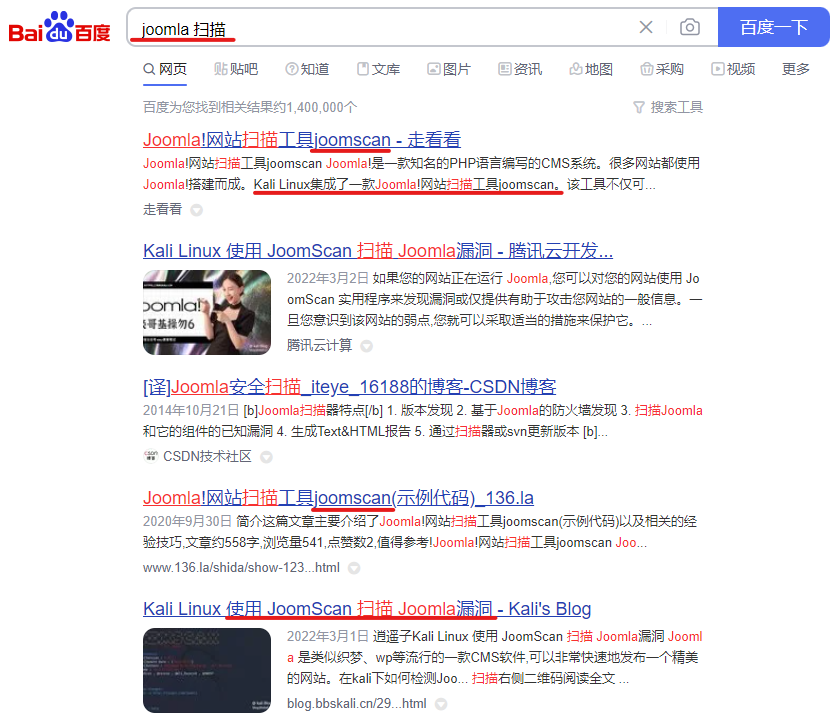 Bai du 百度
joomla 扫描
百度一下
网页 贴吧 知道 文库 图片 资讯 地图 采购 视频 更多
百度为您找到相关结果约1,400,000个
搜索工具
Joomla!网站扫描工具joomscan - 走看看
Joomla!网站扫描工具joomscan Joomla!是一款知名的PHP语言编写的CMS系统。很多网站都使用
Joomla!搭建而成。Kali Linux集成了一款Joomla!网站扫描工具joomscan。该工具不仅可...
走看看
Kali Linux 使用 JoomScan 扫描 Joomla漏洞 - 腾讯云开发...
oomla!
哥基操勿6
2022年3月2日 如果您的网站正在运行 Joomla,您可以对您的网站使用 Jo
omScan 实用程序来发现漏洞或仅提供有助于攻击您网站的一般信息。一
旦您意识到该网站的弱点,您就可以采取适当的措施来保护它。...
腾讯云计算
[译]Joomla安全扫描_iteye_16188的博客-CSDN博客
2014年10月21日 [b]Joomla扫描器特点[/b] 1. 版本发现 2. 基于Joomla的防火墙发现 3. 扫描Joomla
和它的组件的已知漏洞 4. 生成Text&HTML报告 5. 通过扫描器或svn更新版本 [b]...
CSDN技术社区
Joomla!网站扫描工具joomscan(示例代码)_136.la
2020年9月30日 简介这篇文章主要介绍了Joomla!网站扫描工具joomscan(示例代码)以及相关的经
验技巧,文章约558字,浏览量541,点赞数2,值得参考!Joomla!网站扫描工具joomscan Joo...
www.136.la/shida/show-123...html
Kali Linux 使用 JoomScan 扫描 Joomla漏洞 - Kali's Blog
2022年3月1日 逍遥子Kali Linux 使用 JoomScan 扫描 Joomla漏洞 Jooml
a 是类似织梦、wp等流行的一款CMS软件,可以非常快速地发布一个精美
的网站。在kali下如何检测Joo... 扫描右侧二维码阅读全文 ...
blog.bbskali.cn/29...html